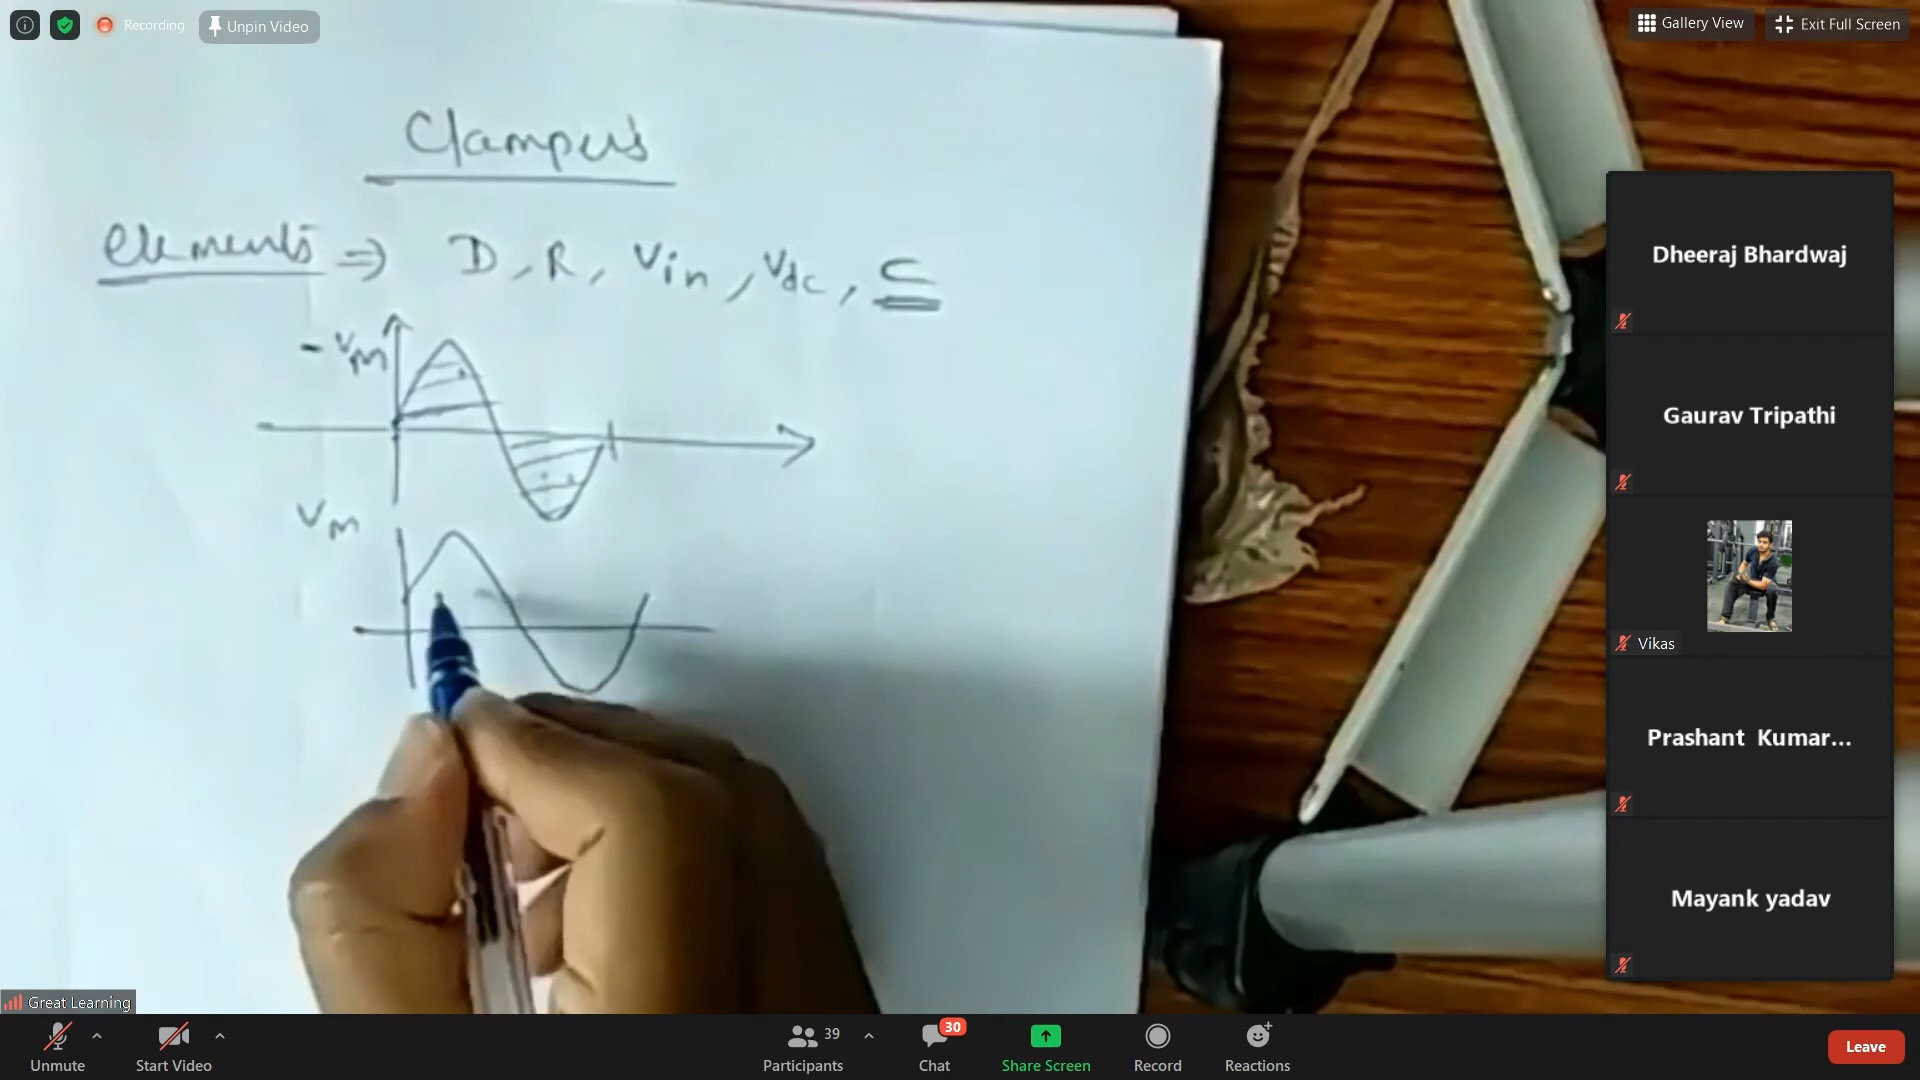 Recording
Unpin Video
Gallery View
Exit Full Screen
Clampers
elements ⇒ D, R, Vin, Vdc, C
- Vm
Vm
Dheeraj Bhardwaj
Gaurav Tripathi
Vikas
Prashant Kumar...
Mayank yadav
Great Learning
Unmute
Start Video
39
Participants
30
Chat
Share Screen
Record
Reactions
Leave